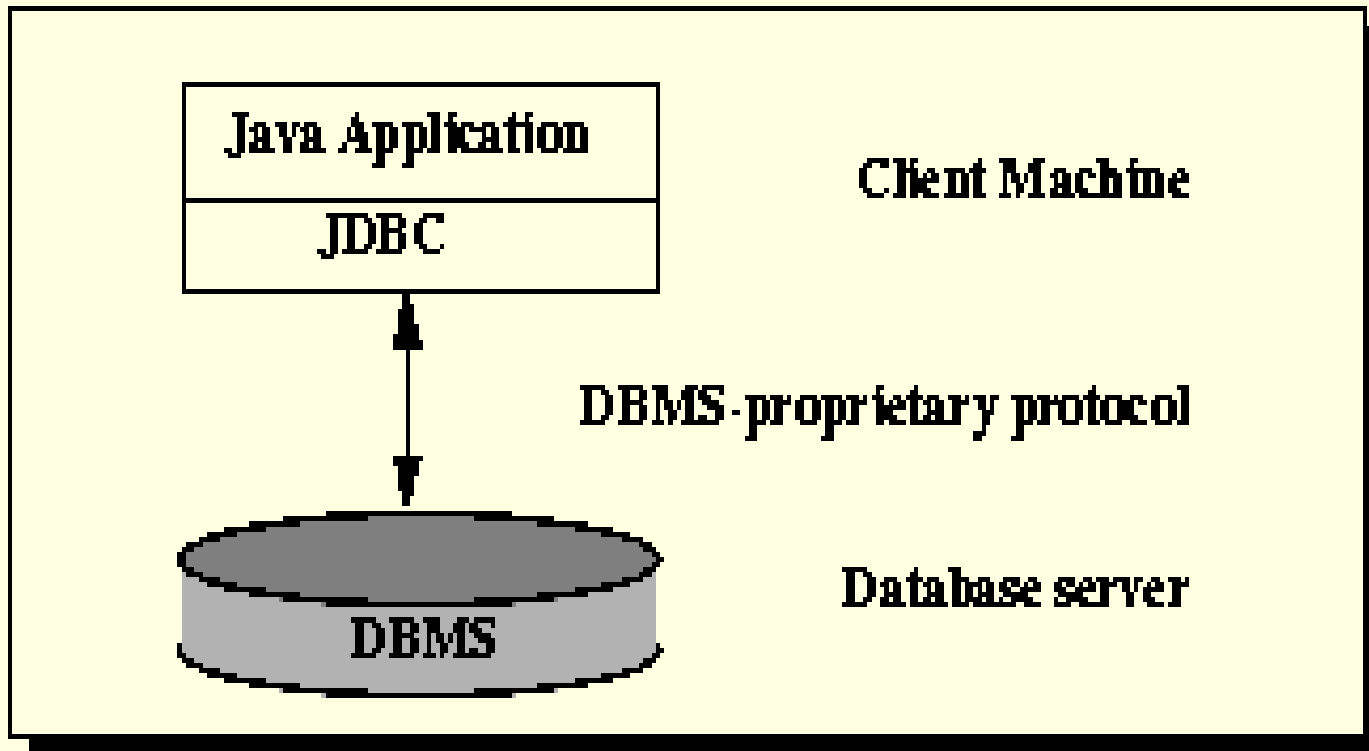 Java Application
Client Machine
JDBC
DBMS-proprietary protocol
Database server
DBMS